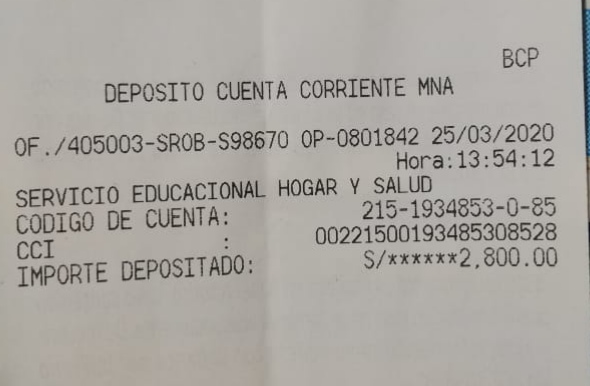 BCP
DEPOSITO CUENTA CORRIENTE MNA
OF./405003-SROB-S98670 OP-0801842 25/03/2020
Hora:13:54:12
SERVICIO EDUCACIONAL HOGAR Y SALUD
CODIGO DE CUENTA: 215-1934853-0-85
CCI : 00221500193485308528
IMPORTE DEPOSITADO: S/******2,800.00